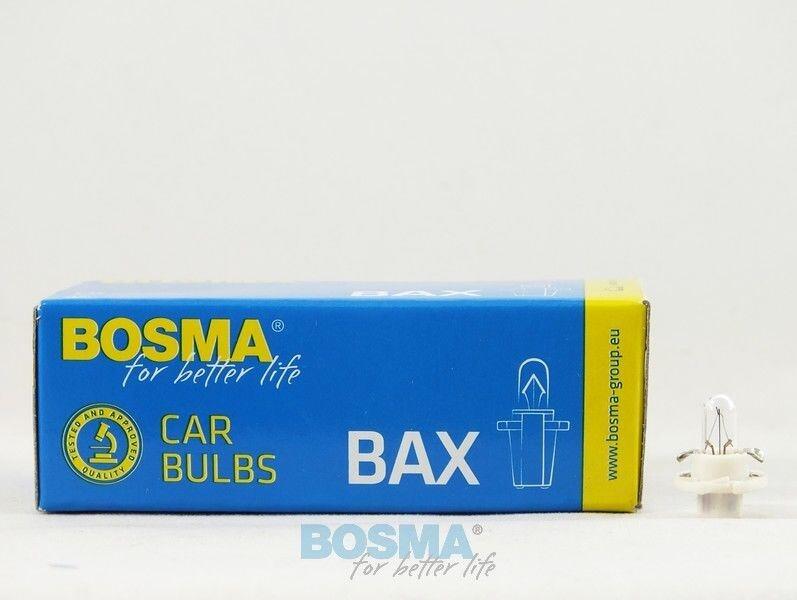 BAX
BOSMA®
for better life
TESTED AND APPROVED
QUALITY
CAR
BULBS
BAX
www.bosma-group.eu
BOSMA®
for better life